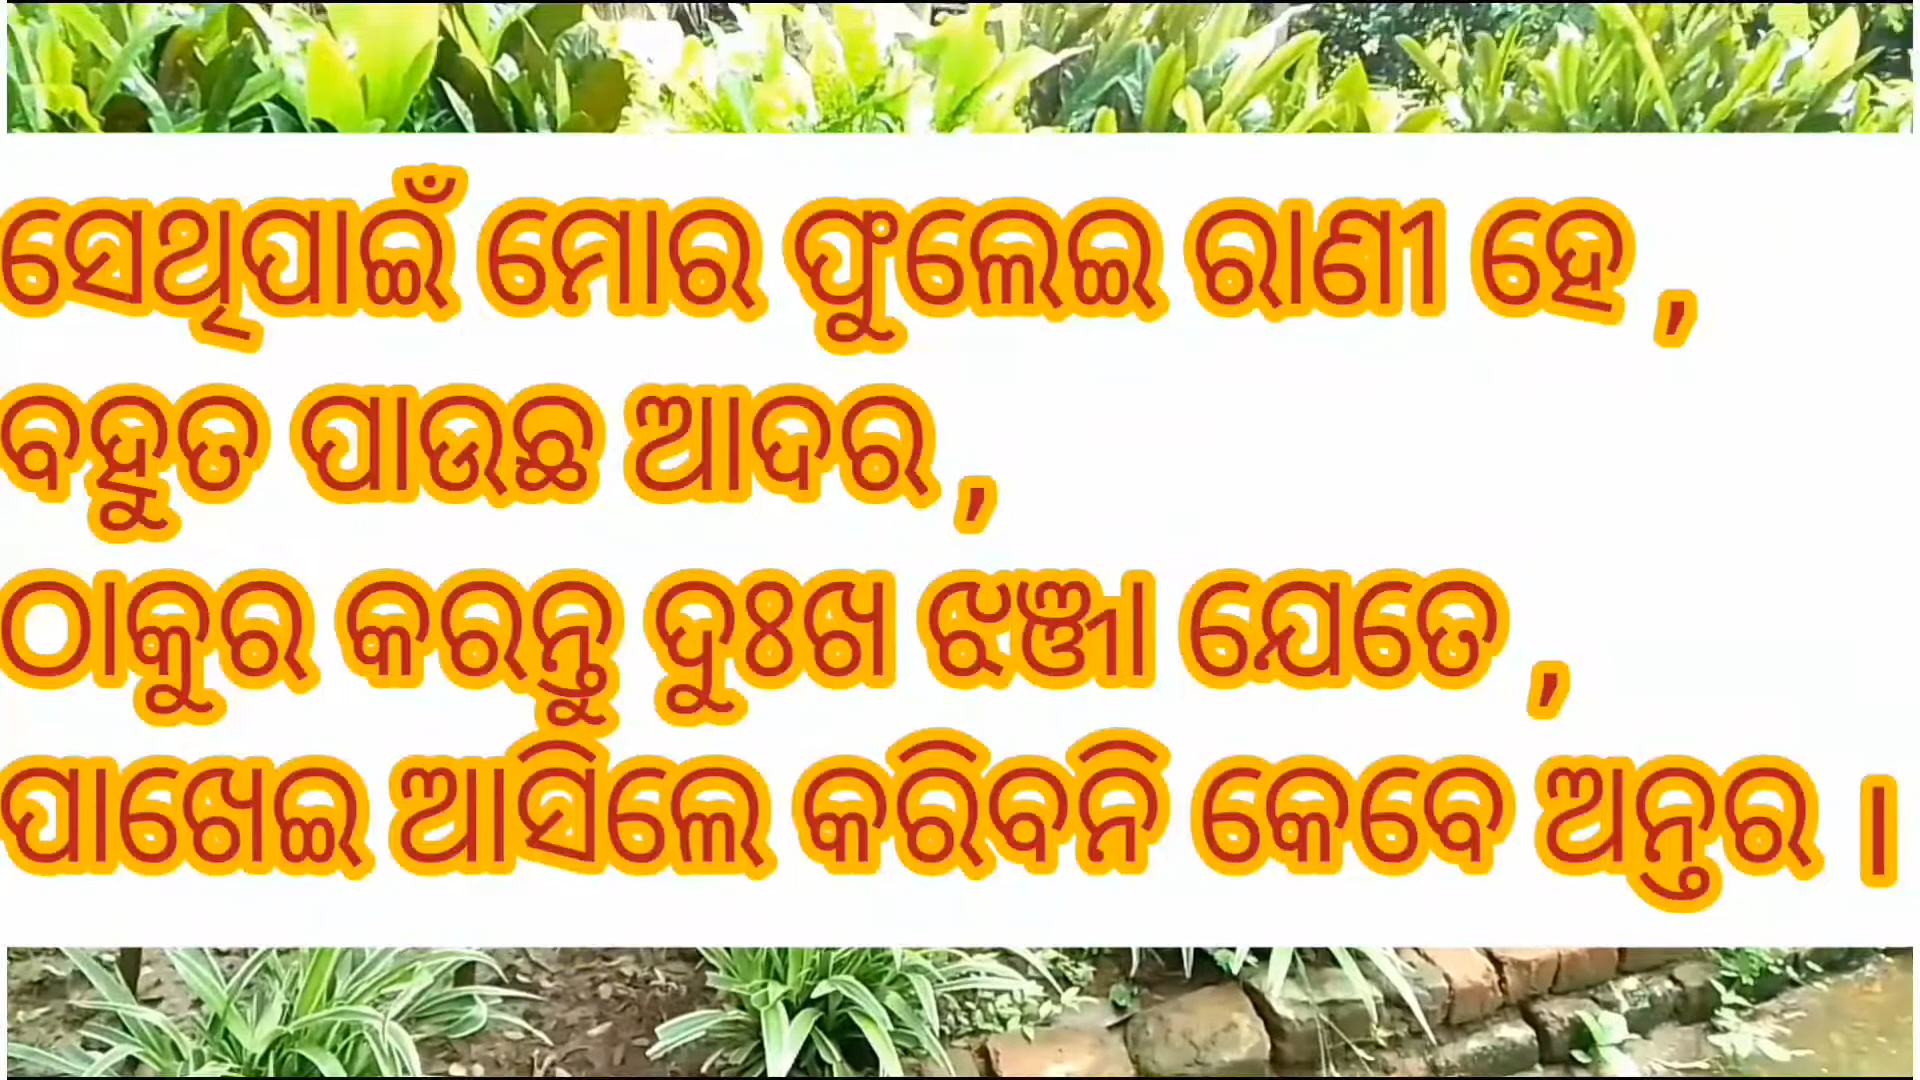 ସେଥିପାଇଁ ମୋର ଫୁଲେଇ ରାଣୀ ହେ ,
ବହୁତ ପାଉଛ ଆଦର ,
ଠାକୁର କରନ୍ତୁ ଦୁଃଖ ଝଞ୍ଜା ଯେତେ ,
ପାଖେଇ ଆସିଲେ କରିବନି କେବେ ଅନ୍ତର ।